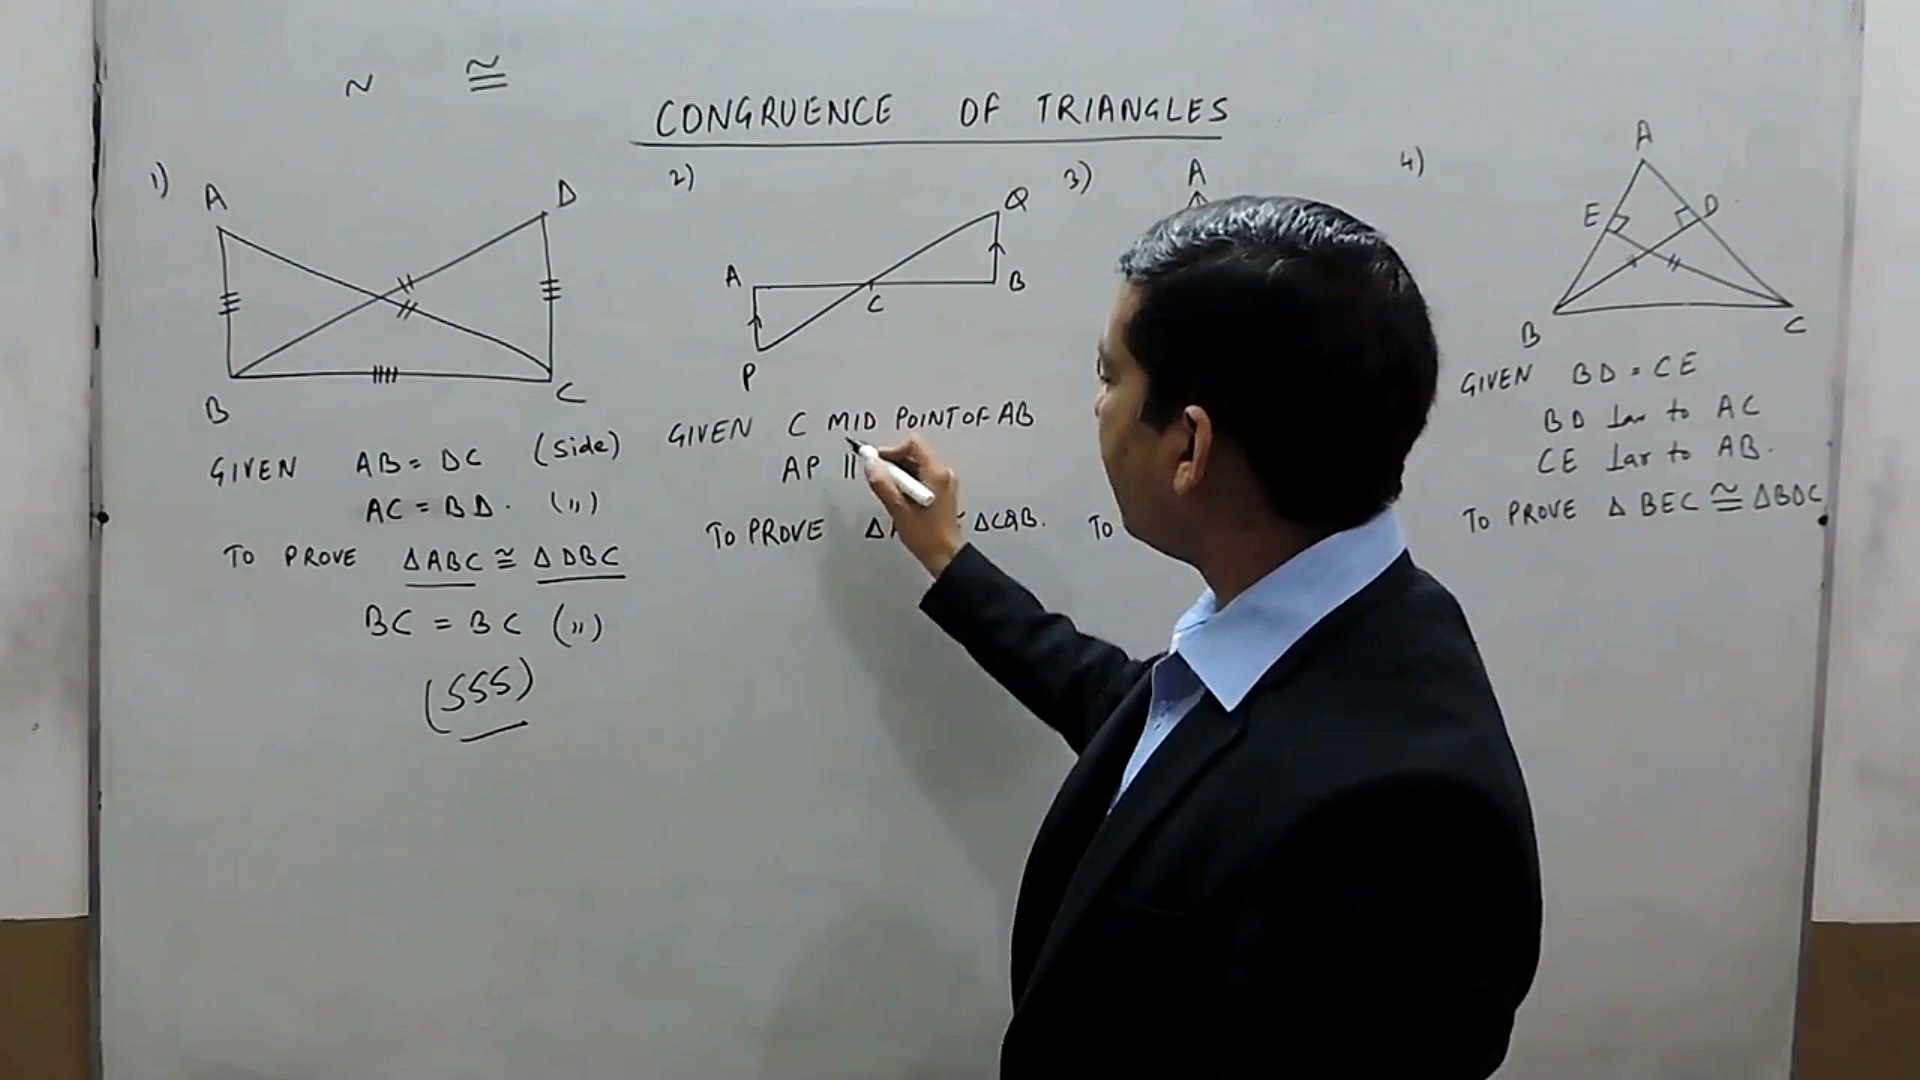 ~ ≅
CONGRUENCE OF TRIANGLES
1)
A D
B C
GIVEN AB = DC (Side)
AC = BD. (")
TO PROVE ΔABC ≅ ΔDBC
BC = BC (")
(SSS)
2)
Q
A B
C
P
GIVEN C MID POINT OF AB
AP ||
TO PROVE Δ ≅ ΔCQB.
3)
A
TO
4)
A
E D
B C
GIVEN BD = CE
BD ⊥ar to AC
CE ⊥ar to AB.
TO PROVE Δ BEC ≅ ΔBDC